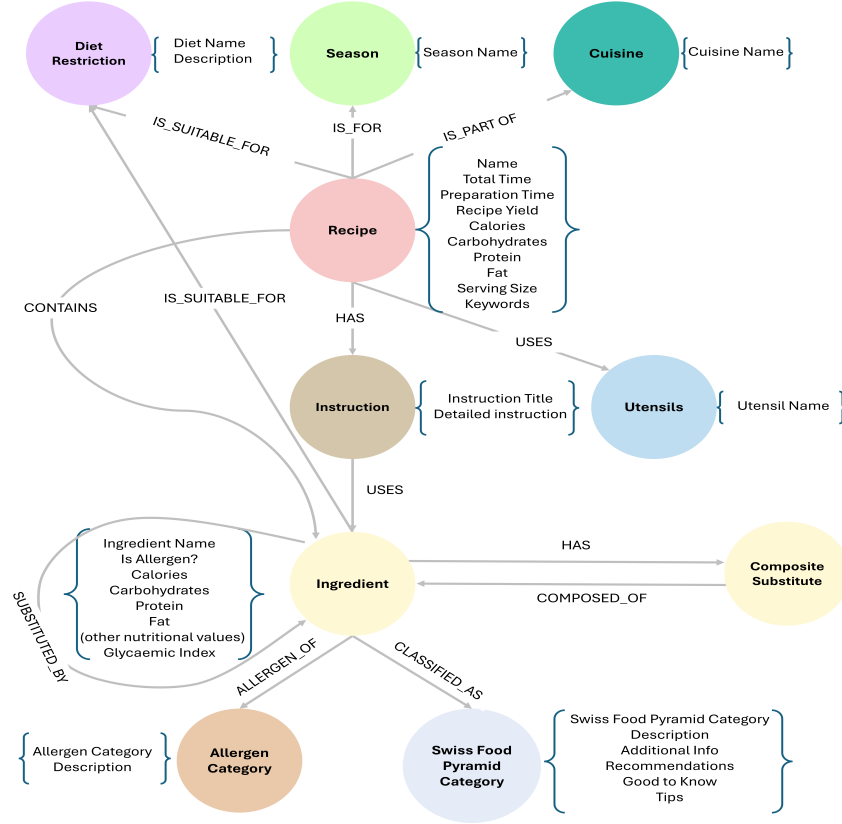 Diet
Restriction
Diet Name
Description
Season
Season Name
Cuisine
Cuisine Name
IS_SUITABLE_FOR
IS_FOR
IS_PART OF
Recipe
Name
Total Time
Preparation Time
Recipe Yield
Calories
Carbohydrates
Protein
Fat
Serving Size
Keywords
CONTAINS
IS_SUITABLE_FOR
HAS
USES
Instruction
Instruction Title
Detailed instruction
Utensils
Utensil Name
USES
Ingredient Name
Is Allergen?
Calories
Carbohydrates
Protein
Fat
(other nutritional values)
Glycaemic Index
Ingredient
HAS
COMPOSED_OF
Composite
Substitute
SUBSTITUTED_BY
ALLERGEN_OF
CLASSIFIED_AS
Allergen Category
Description
Allergen
Category
Swiss Food
Pyramid
Category
Swiss Food Pyramid Category
Description
Additional Info
Recommendations
Good to Know
Tips